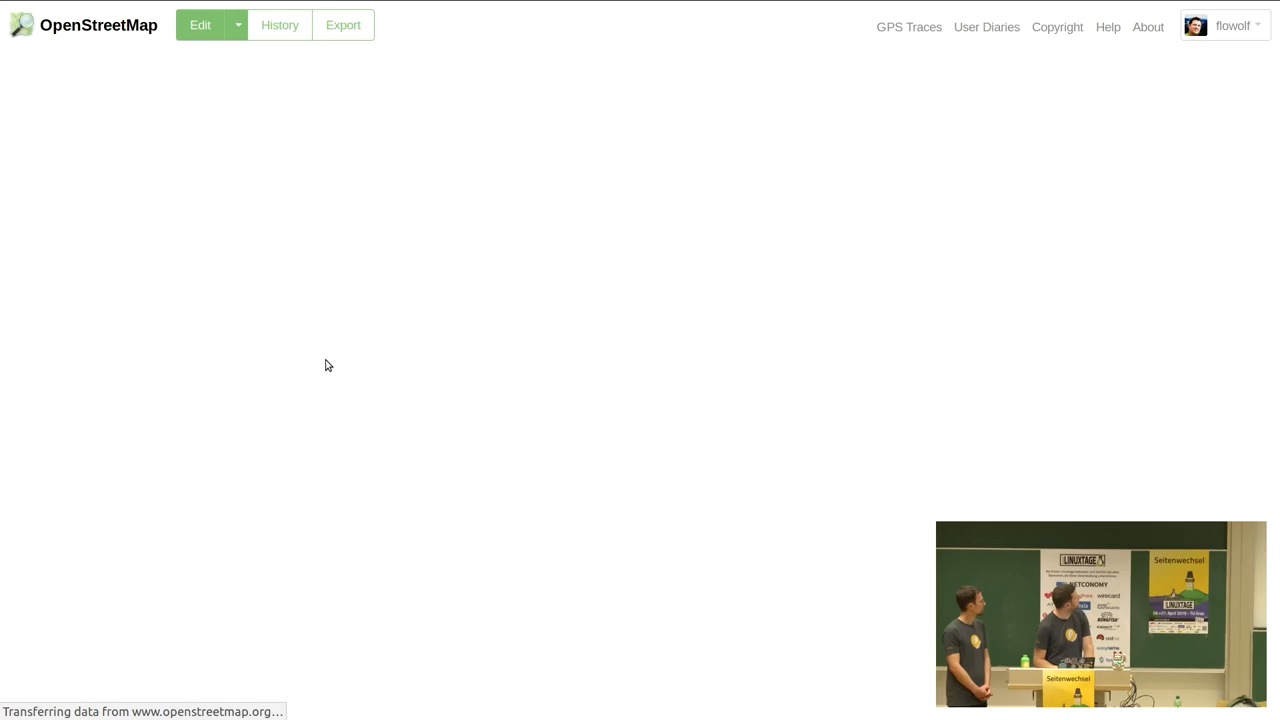 OpenStreetMap
Edit
History
Export
GPS Traces
User Diaries
Copyright
Help
About
flowolf
LINUXTAGE
NETCONOMY
wirecard
Seitenwechsel
LINUXTAGE
Seitenwechsel
Transferring data from www.openstreetmap.org...